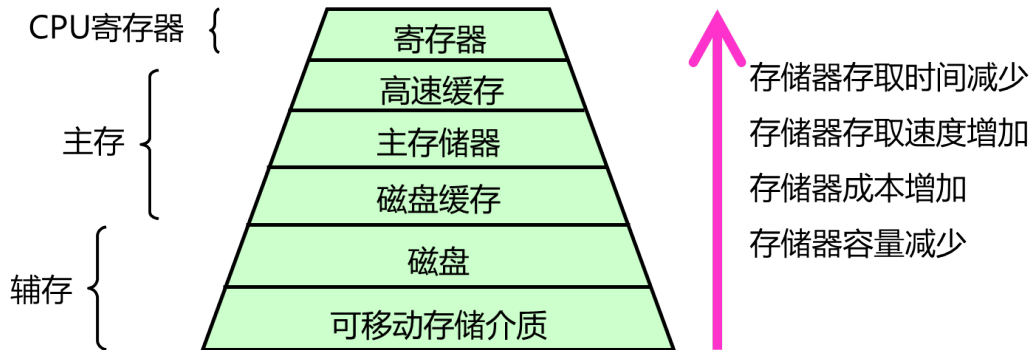 CPU寄存器
寄存器
高速缓存
主存
主存储器
磁盘缓存
辅存
磁盘
可移动存储介质
存储器存取时间减少
存储器存取速度增加
存储器成本增加
存储器容量减少